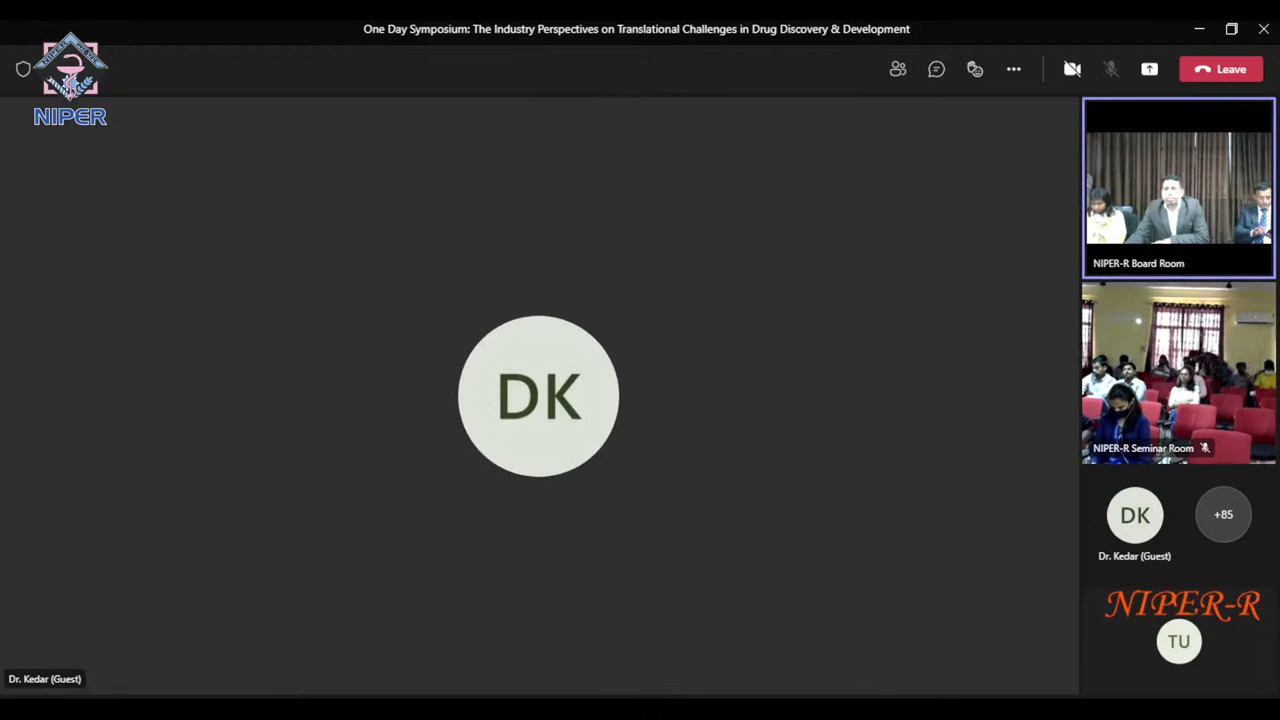 One Day Symposium: The Industry Perspectives on Translational Challenges in Drug Discovery & Development
NIPER
Leave
NIPER-R Board Room
NIPER-R Seminar Room
DK
DK
+85
Dr. Kedar (Guest)
NIPER-R
TU
Dr. Kedar (Guest)